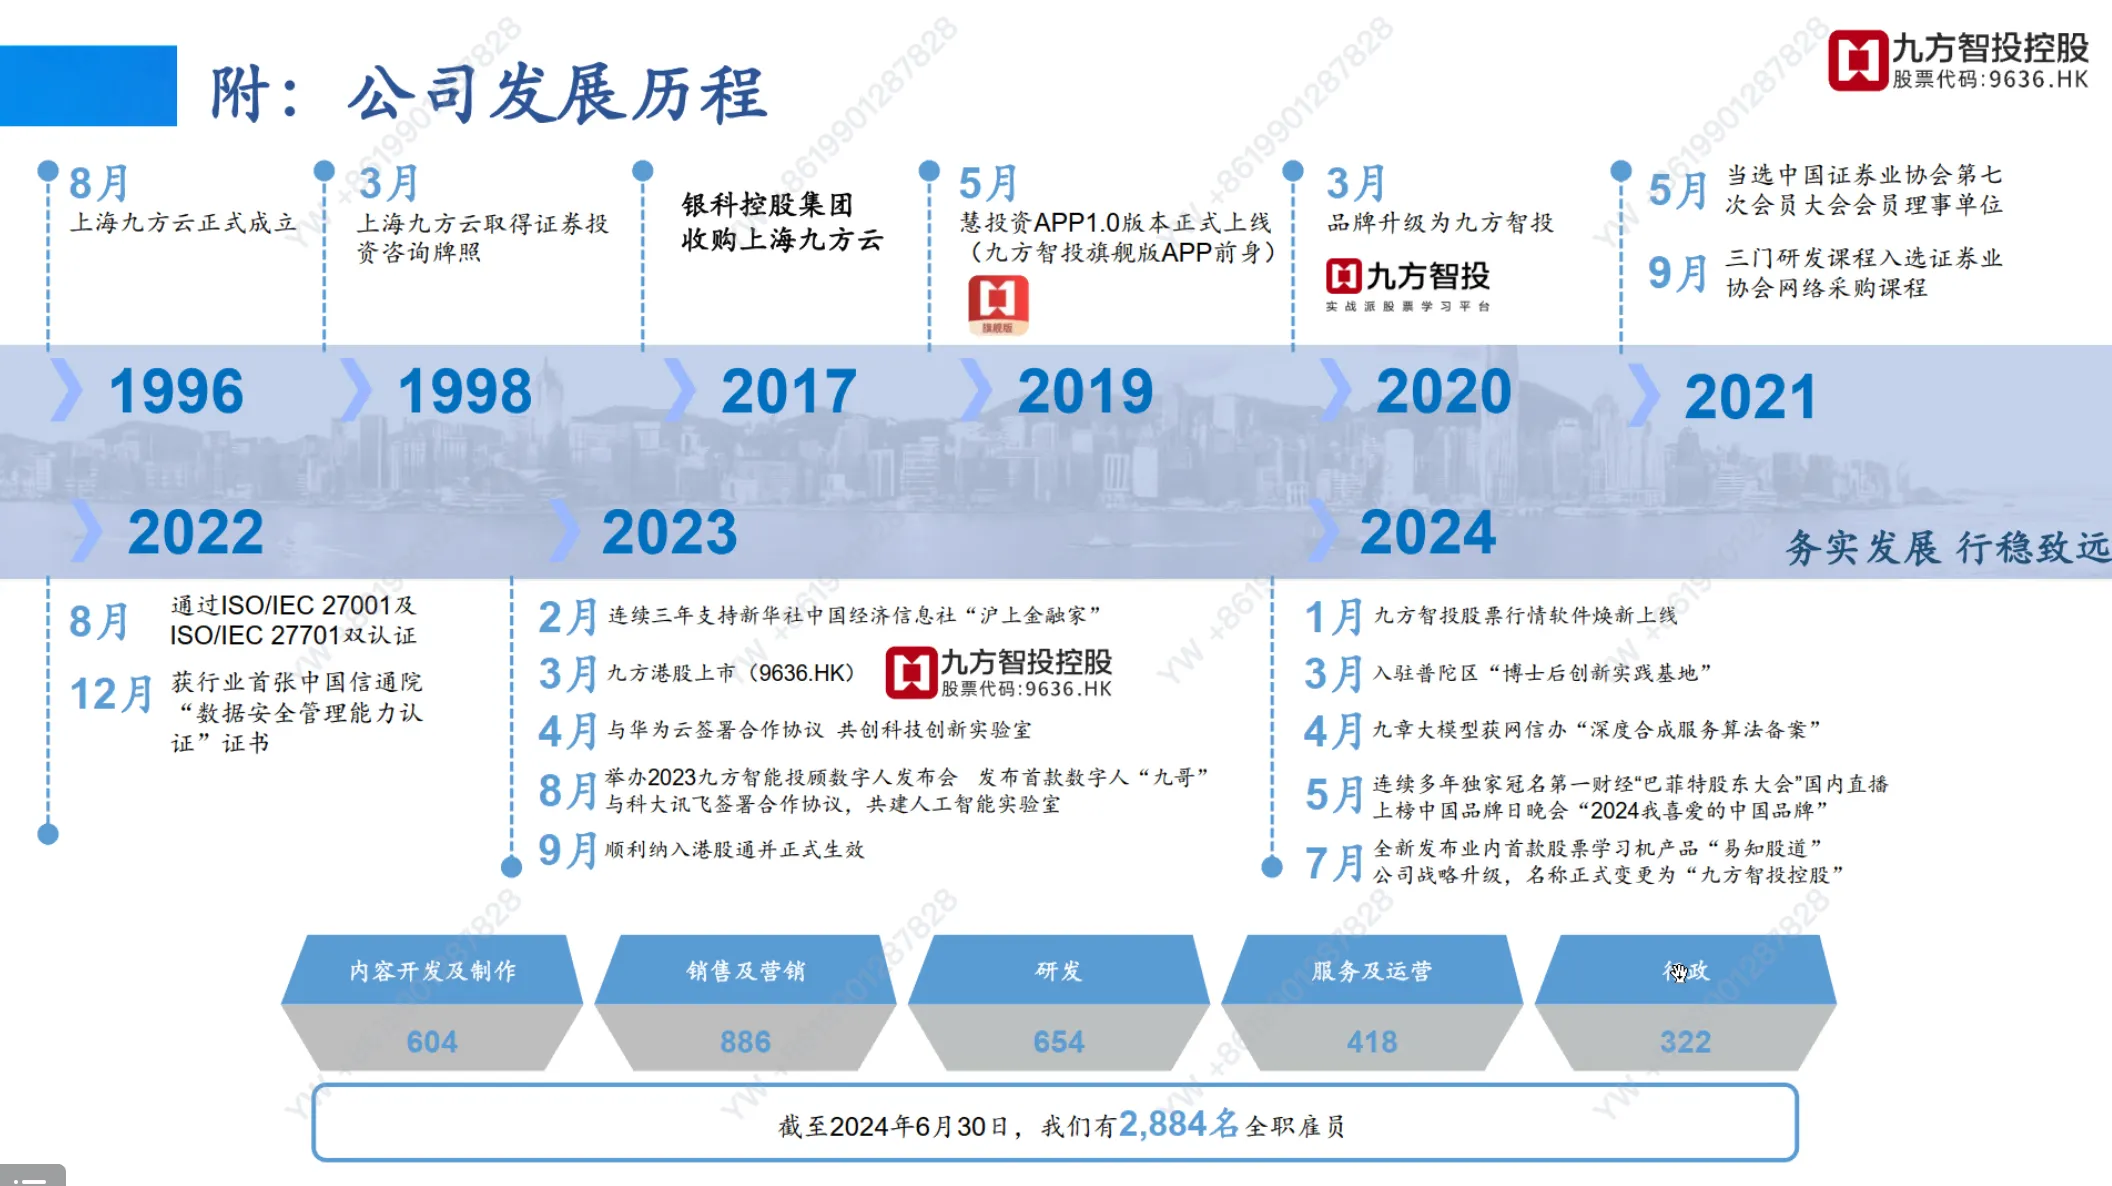 附：公司发展历程
九方智投控股
股票代码:9636.HK
8月
上海九方云正式成立
3月
上海九方云取得证券投
资咨询牌照
银科控股集团
收购上海九方云
5月
慧投资APP1.0版本正式上线
（九方智投旗舰版APP前身）
旗舰版
3月
品牌升级为九方智投
九方智投
实战派股票学习平台
5月
当选中国证券业协会第七
次会员大会会员理事单位
9月
三门研发课程入选证券业
协会网络采购课程
1996
1998
2017
2019
2020
2021
2022
2023
2024
务实发展 行稳致远
8月
通过ISO/IEC 27001及
ISO/IEC 27701双认证
12月
获行业首张中国信通院
“数据安全管理能力认
证”证书
2月 连续三年支持新华社中国经济信息社“沪上金融家”
3月 九方港股上市（9636.HK）
九方智投控股
股票代码:9636.HK
4月 与华为云签署合作协议 共创科技创新实验室
8月 举办2023九方智能投顾数字人发布会 发布首款数字人“九哥”
与科大讯飞签署合作协议，共建人工智能实验室
9月 顺利纳入港股通并正式生效
1月 九方智投股票行情软件焕新上线
3月 入驻普陀区“博士后创新实践基地”
4月 九章大模型获网信办“深度合成服务算法备案”
5月 连续多年独家冠名第一财经“巴菲特股东大会”国内直播
上榜中国品牌日晚会“2024我喜爱的中国品牌”
7月 全新发布业内首款股票学习机产品“易知股道”
公司战略升级，名称正式变更为“九方智投控股”
内容开发及制作
604
销售及营销
886
研发
654
服务及运营
418
行政
322
截至2024年6月30日，我们有2,884名全职雇员
YW +8619901287828
YW +8619901287828
YW +8619901287828
YW +8619901287828
YW +8619901287828
YW +8619901287828
YW +8619901287828
YW +8619901287828
YW +8619901287828
YW +8619901287828
YW +8619901287828
YW +8619901287828